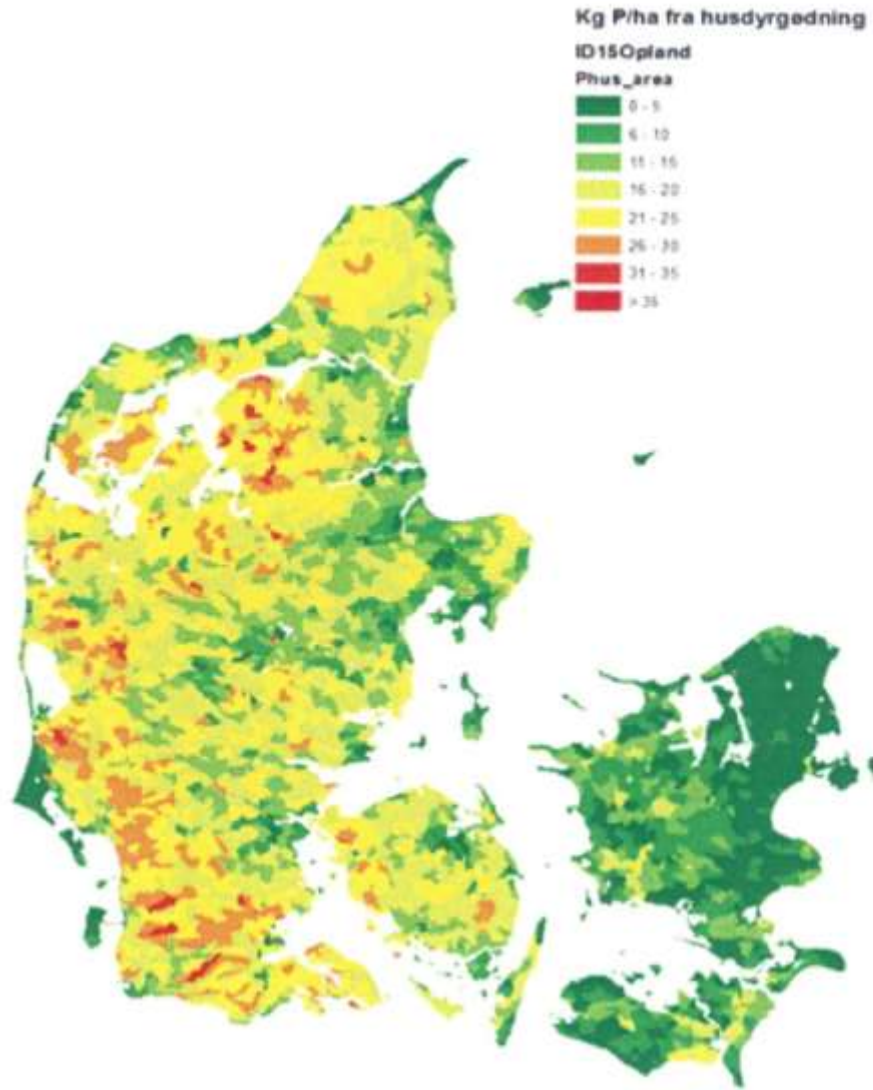 Kg P/ha fra husdyrgødning
ID15Opland
Phus_area
0 - 5
6 - 10
11 - 15
16 - 20
21 - 25
26 - 30
31 - 35
> 35